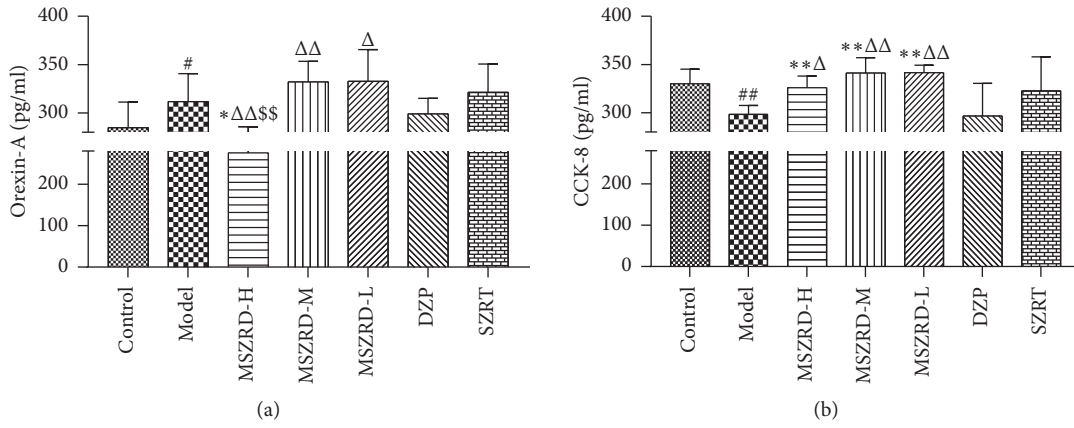 400
350
300
200
100
0
Orexin-A (pg/ml)
#
*ΔΔ$$
ΔΔ
Δ
Control
Model
MSZRD-H
MSZRD-M
MSZRD-L
DZP
SZRT
(a)
400
350
300
200
100
0
CCK-8 (pg/ml)
##
**Δ
**ΔΔ
**ΔΔ
Control
Model
MSZRD-H
MSZRD-M
MSZRD-L
DZP
SZRT
(b)